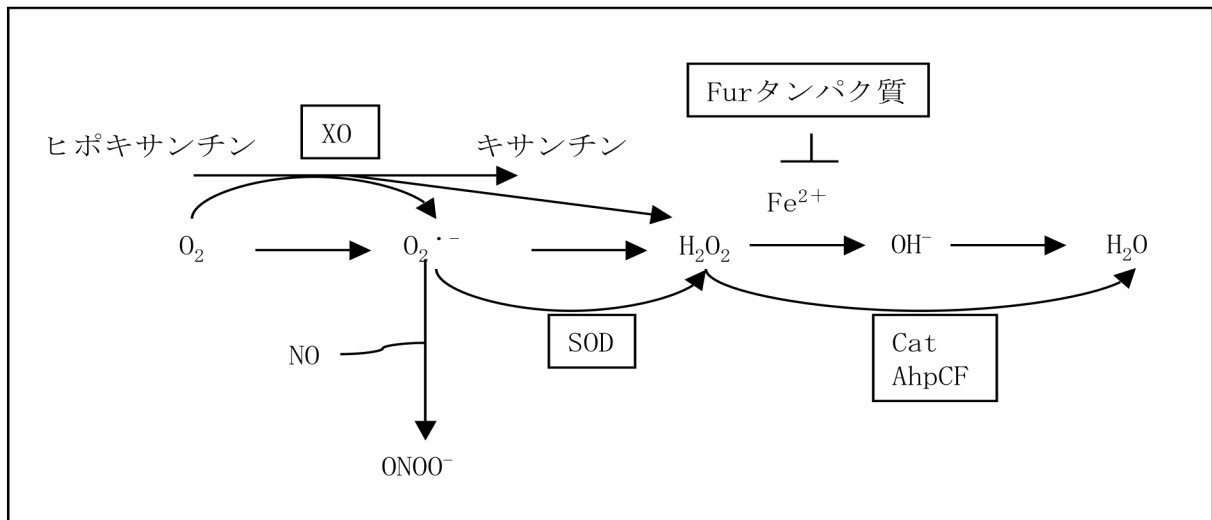 Furタンパク質
XO
ヒポキサンチン
キサンチン
Fe²⁺
O₂
O₂˙⁻
H₂O₂
OH⁻
H₂O
NO
SOD
Cat
AhpCF
ONOO⁻